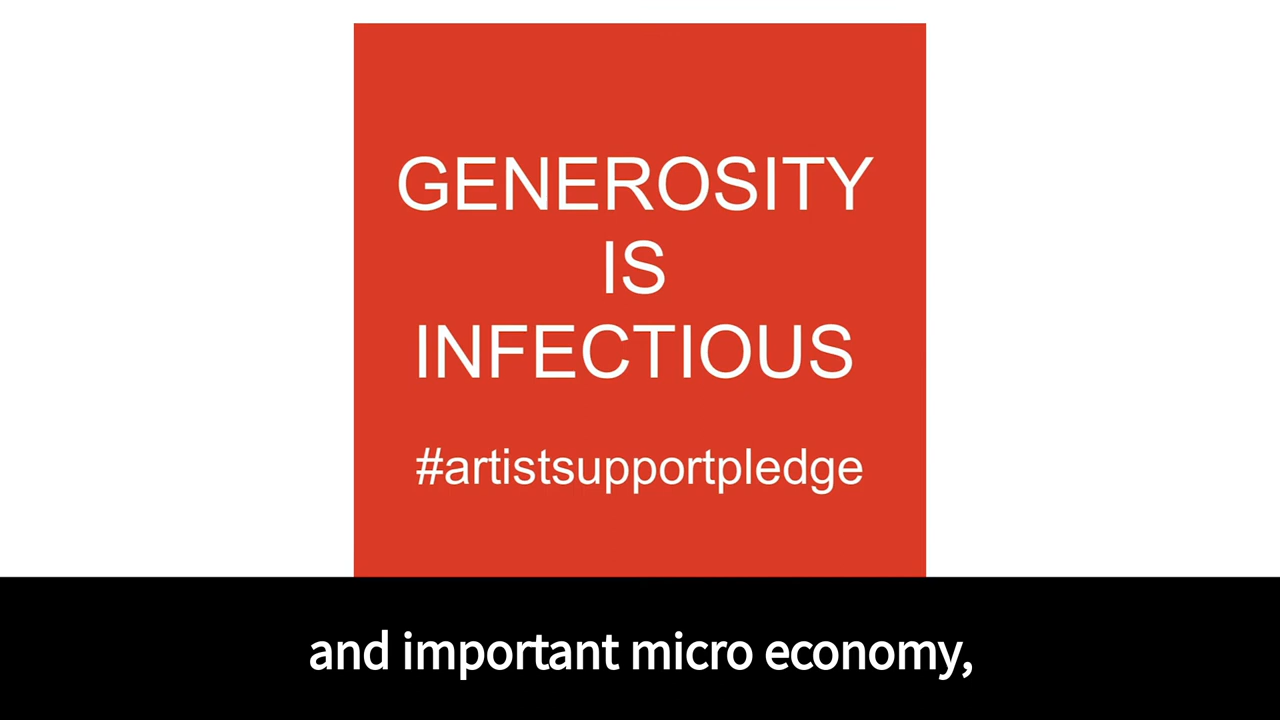 GENEROSITY
IS
INFECTIOUS
#artistsupportpledge
and important micro economy,